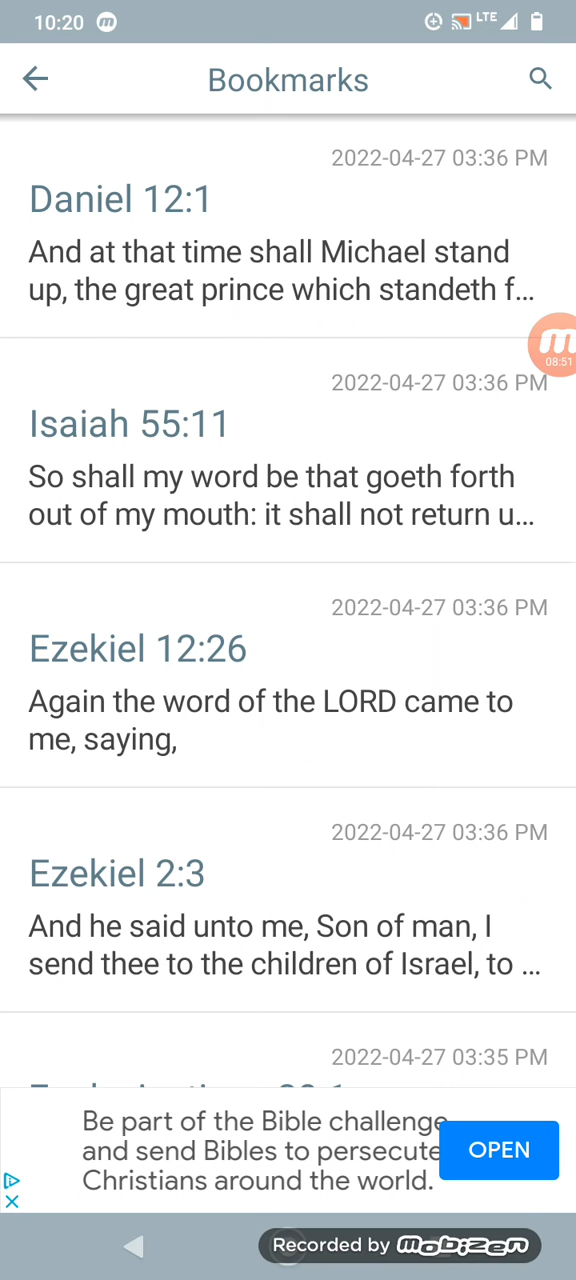 10:20
LTE
Bookmarks
2022-04-27 03:36 PM
Daniel 12:1
And at that time shall Michael stand
up, the great prince which standeth f...
08:51
2022-04-27 03:36 PM
Isaiah 55:11
So shall my word be that goeth forth
out of my mouth: it shall not return u...
2022-04-27 03:36 PM
Ezekiel 12:26
Again the word of the LORD came to
me, saying,
2022-04-27 03:36 PM
Ezekiel 2:3
And he said unto me, Son of man, I
send thee to the children of Israel, to ...
2022-04-27 03:35 PM
Be part of the Bible challenge
and send Bibles to persecute
Christians around the world.
OPEN
Recorded by mobizen